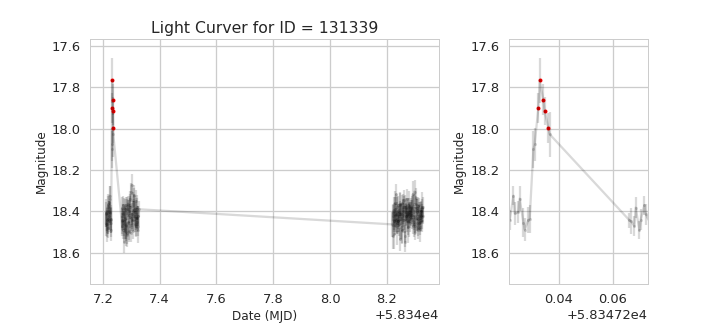 Light Curver for ID = 131339
17.6
17.8
18.0
18.2
18.4
18.6
Magnitude
7.2 7.4 7.6 7.8 8.0 8.2
Date (MJD) +5.834e4
17.6
17.8
18.0
18.2
18.4
18.6
Magnitude
0.04 0.06
+5.83472e4